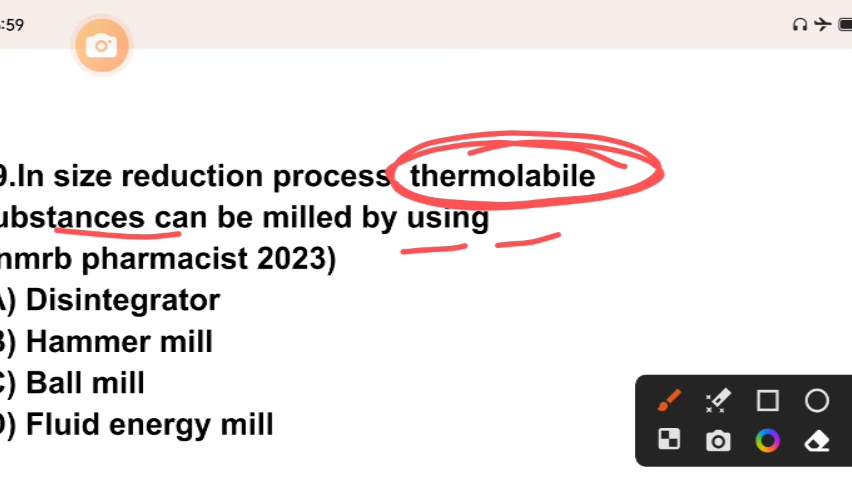 :59
9.In size reduction process thermolabile
ubstances can be milled by using
nmrb pharmacist 2023)
A) Disintegrator
B) Hammer mill
C) Ball mill
D) Fluid energy mill